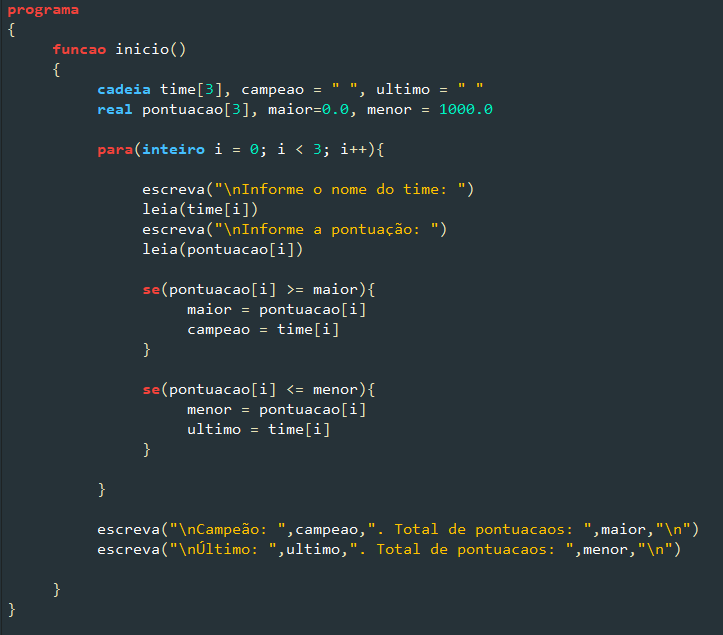 programa
{
funcao inicio()
{
cadeia time[3], campeao = " ", ultimo = " "
real pontuacao[3], maior=0.0, menor = 1000.0
para(inteiro i = 0; i < 3; i++){
escreva("\nInforme o nome do time: ")
leia(time[i])
escreva("\nInforme a pontuação: ")
leia(pontuacao[i])
se(pontuacao[i] >= maior){
maior = pontuacao[i]
campeao = time[i]
}
se(pontuacao[i] <= menor){
menor = pontuacao[i]
ultimo = time[i]
}
}
escreva("\nCampeão: ",campeao,". Total de pontuacaos: ",maior,"\n")
escreva("\nÚltimo: ",ultimo,". Total de pontuacaos: ",menor,"\n")
}
}